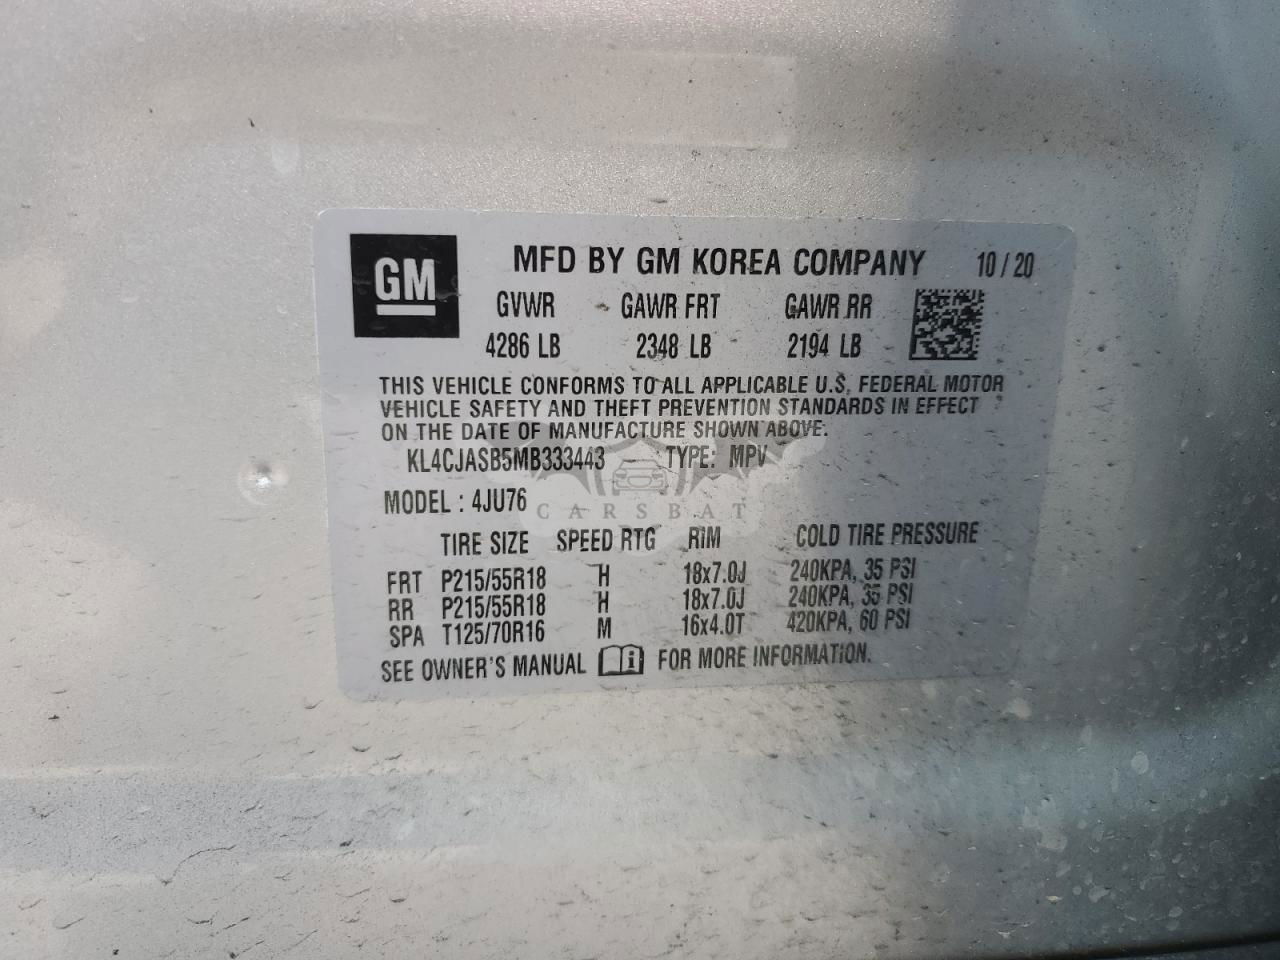 GM
MFD BY GM KOREA COMPANY 10/20
GVWR GAWR FRT GAWR RR
4286 LB 2348 LB 2194 LB
THIS VEHICLE CONFORMS TO ALL APPLICABLE U.S. FEDERAL MOTOR
VEHICLE SAFETY AND THEFT PREVENTION STANDARDS IN EFFECT
ON THE DATE OF MANUFACTURE SHOWN ABOVE.
KL4CJASB5MB333443 TYPE: MPV
MODEL : 4JU76
CARSBAT
TIRE SIZE SPEED RTG RIM COLD TIRE PRESSURE
FRT P215/55R18 H 18x7.0J 240KPA, 35 PSI
RR P215/55R18 H 18x7.0J 240KPA, 35 PSI
SPA T125/70R16 M 16x4.0T 420KPA, 60 PSI
SEE OWNER'S MANUAL FOR MORE INFORMATION.